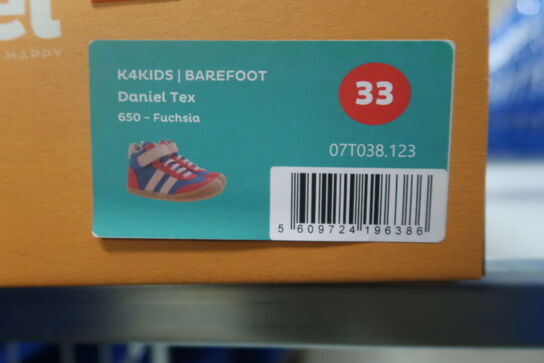 HAPPY
K4KIDS | BAREFOOT
Daniel Tex
650 - Fuchsia
33
07T038.123
5 609724 196386